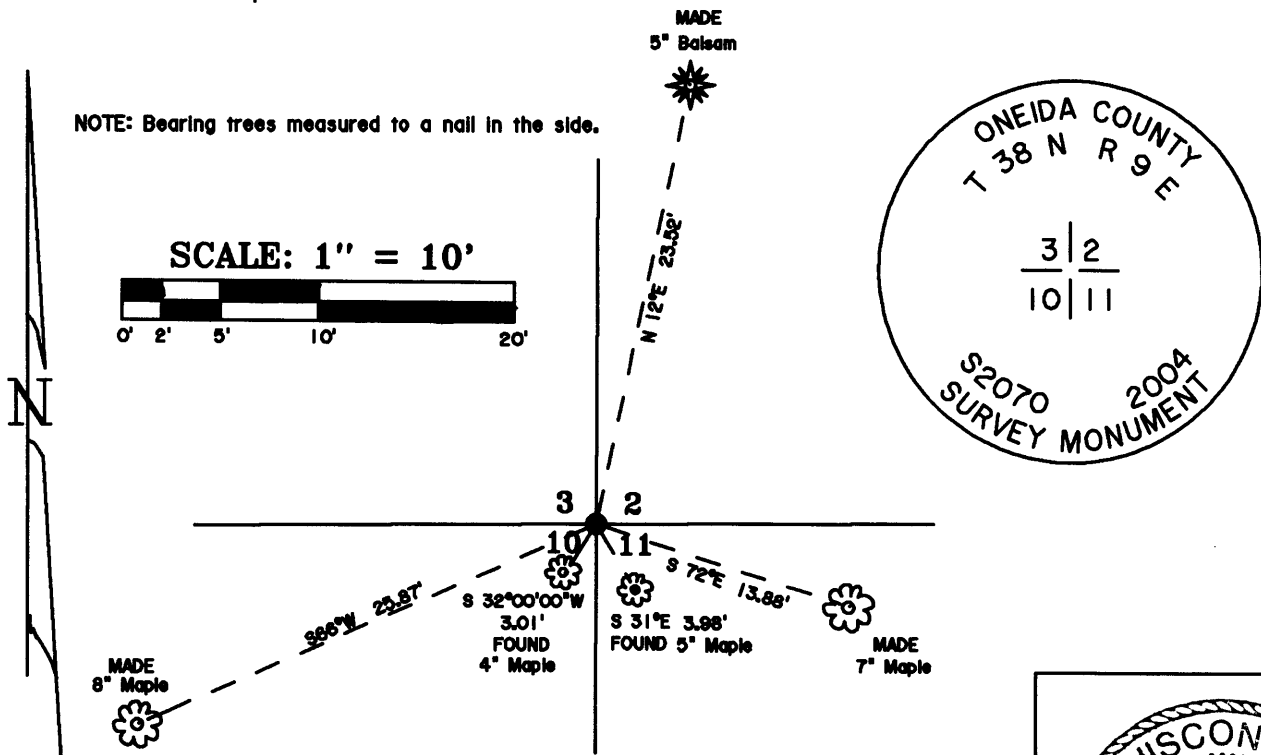 MADE
5" Balsam
NOTE: Bearing trees measured to a nail in the side.
SCALE: 1" = 10'
0' 2' 5' 10' 20'
N
N 12°E 23.52'
ONEIDA COUNTY
T 38 N R 9 E
3 2
10 11
S2070 2004
SURVEY MONUMENT
3 2
10 11
S66°W 25.87'
S 32°00'00"W
3.01'
FOUND
4" Maple
S 31°E 3.98'
FOUND 5" Maple
S 72°E 13.88'
MADE
7" Maple
MADE
8" Maple